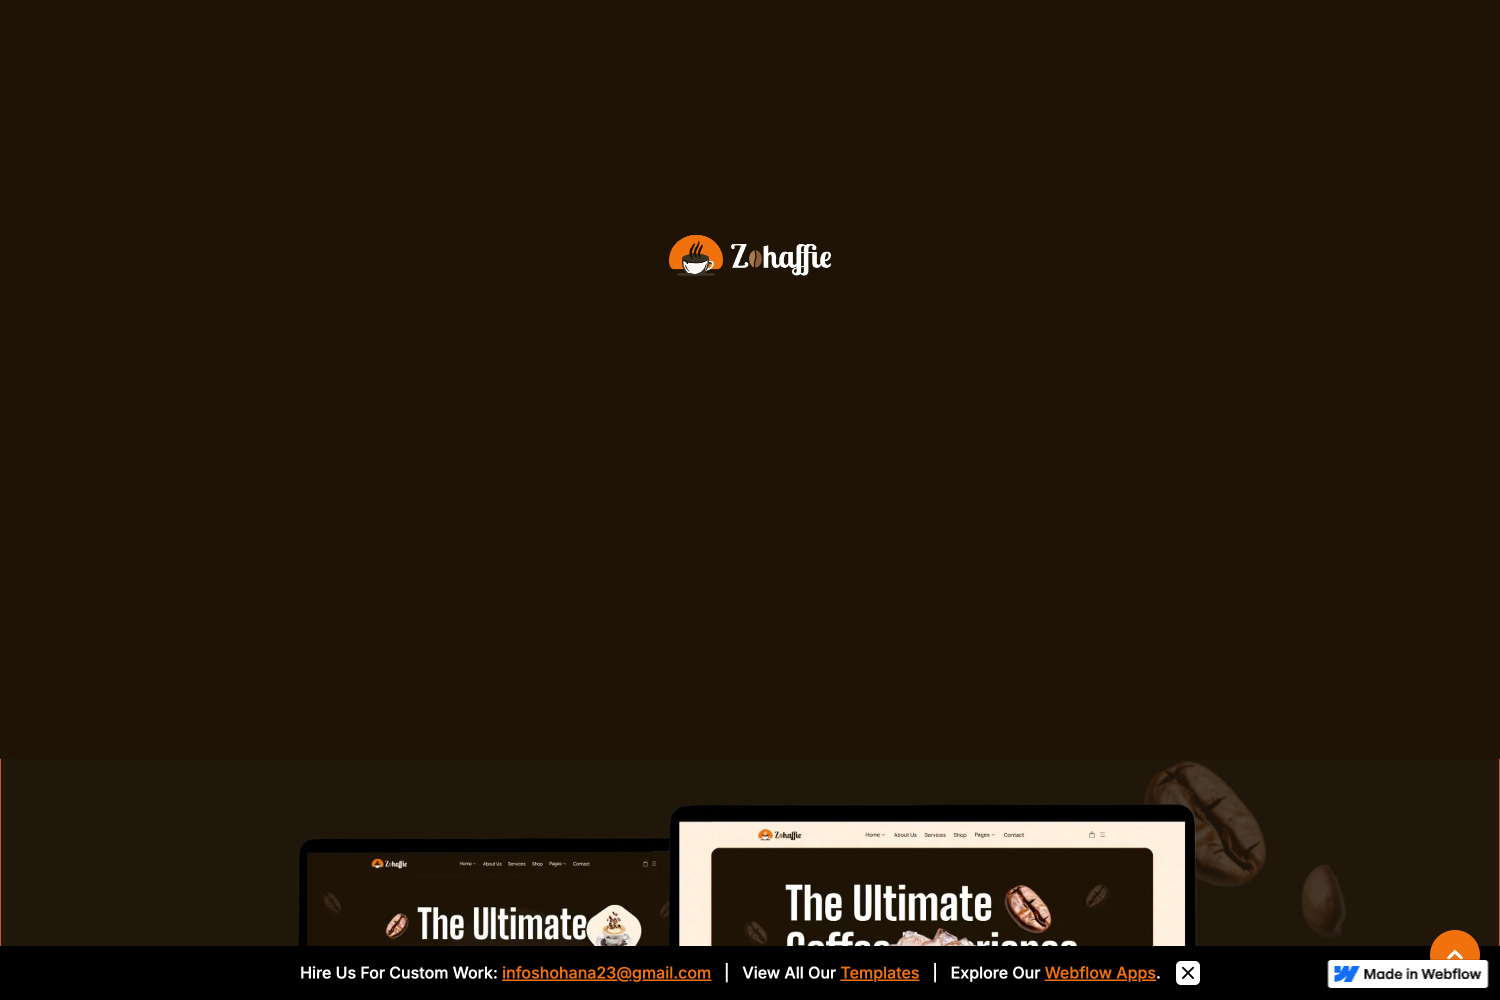 Zohaffie
Zohaffie
Home About Us Services Shop Pages Contact
Zohaffie
Home About Us Services Shop Pages Contact
The Ultimate
The Ultimate
Coffee Experience
Hire Us For Custom Work: infoshohana23@gmail.com | View All Our Templates | Explore Our Webflow Apps.
Made in Webflow